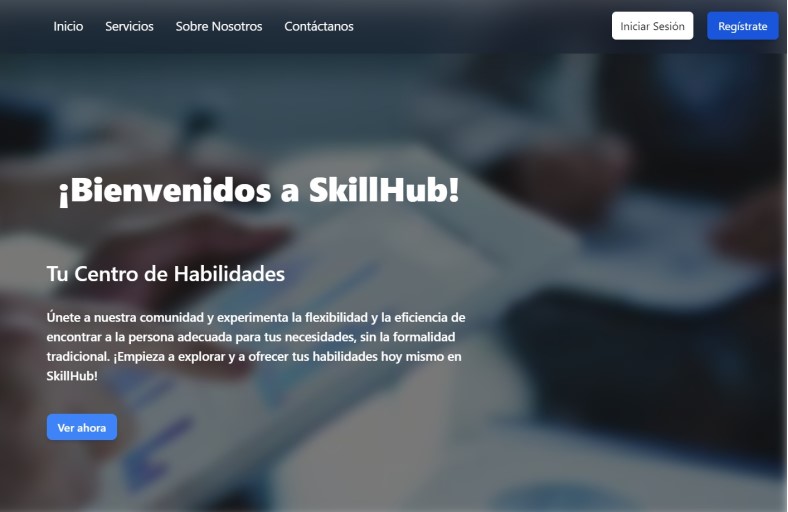 Inicio Servicios Sobre Nosotros Contáctanos Iniciar Sesión Regístrate
¡Bienvenidos a SkillHub!
Tu Centro de Habilidades
Únete a nuestra comunidad y experimenta la flexibilidad y la eficiencia de
encontrar a la persona adecuada para tus necesidades, sin la formalidad
tradicional. ¡Empieza a explorar y a ofrecer tus habilidades hoy mismo en
SkillHub!
Ver ahora